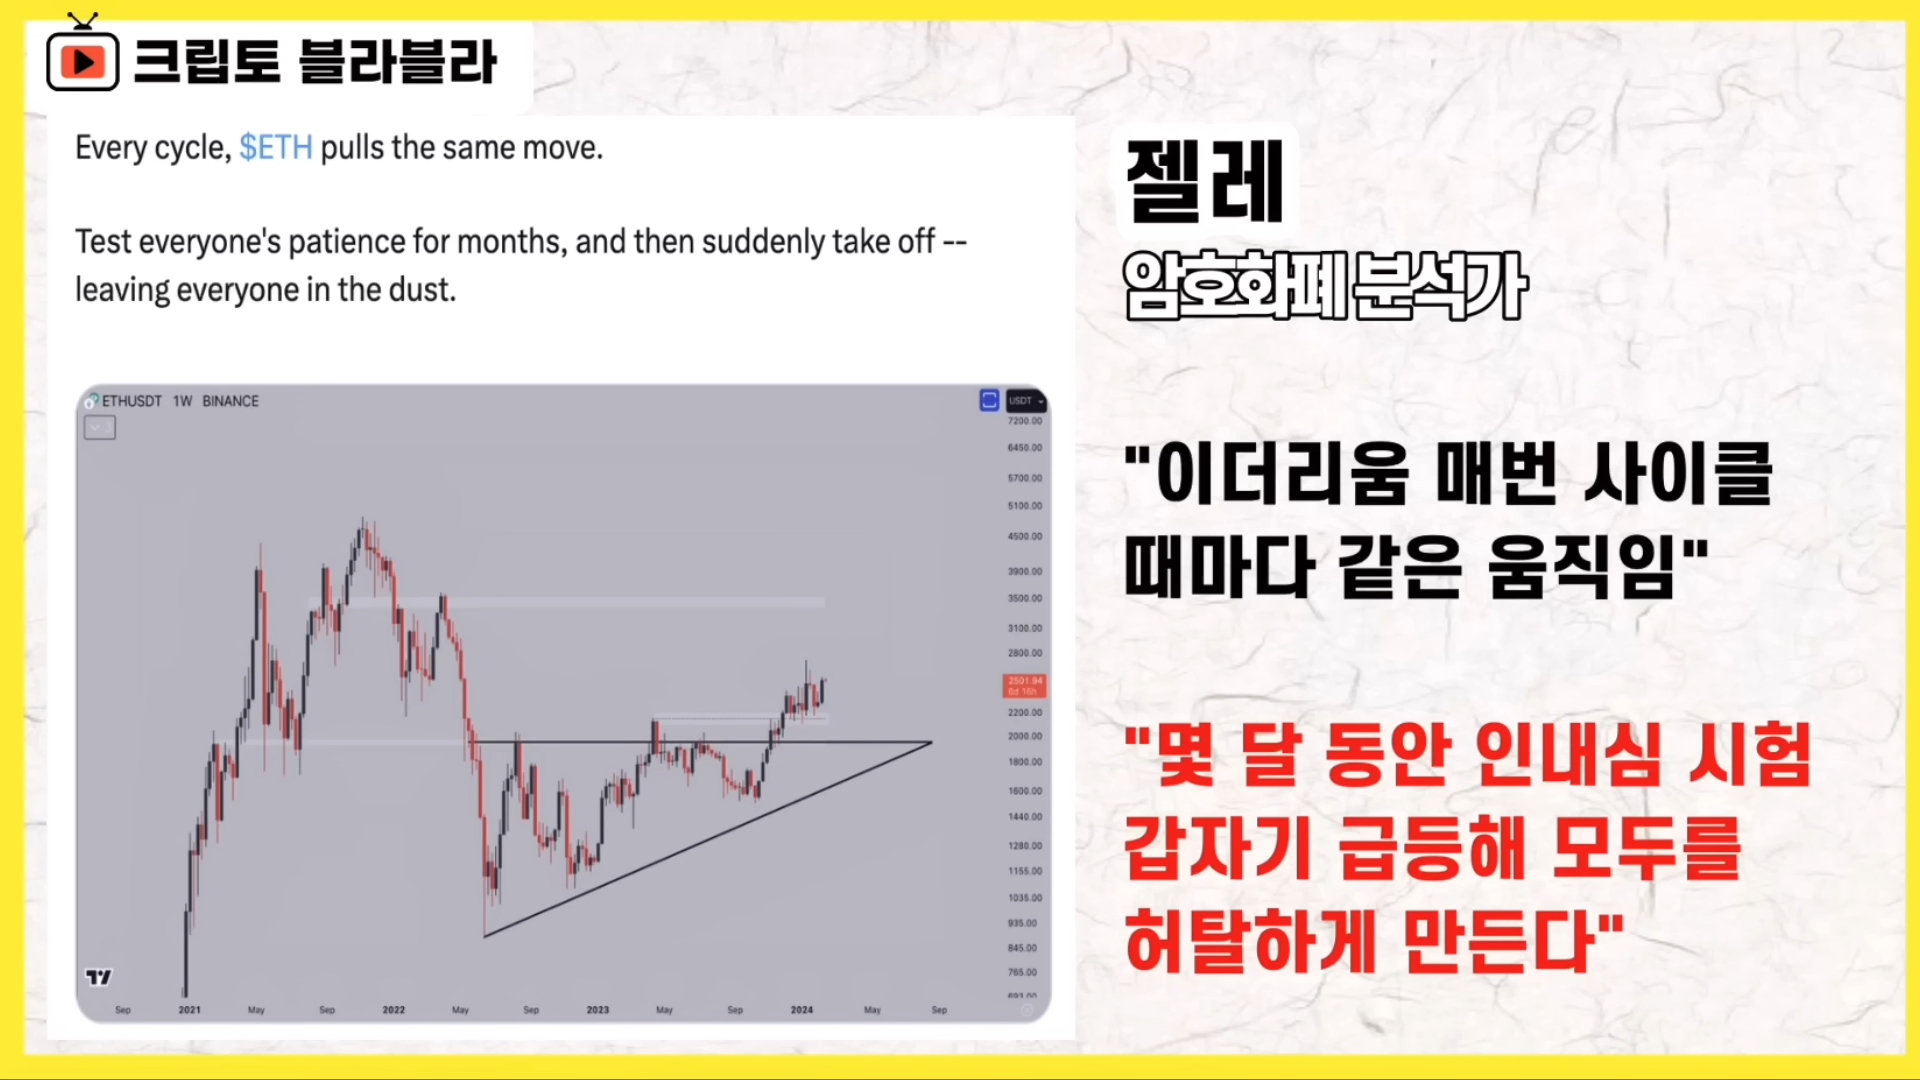 크립토 블라블라
Every cycle, $ETH pulls the same move.
Test everyone's patience for months, and then suddenly take off --
leaving everyone in the dust.
젤레
암호화폐 분석가
"이더리움 매번 사이클
때마다 같은 움직임"
"몇 달 동안 인내심 시험
갑자기 급등해 모두를
허탈하게 만든다"
ETHUSDT 1W BINANCE
USDT
3
7200.00
6450.00
5700.00
5100.00
4500.00
3900.00
3500.00
3100.00
2800.00
2501.94
6d 16h
2200.00
2000.00
1800.00
1600.00
1440.00
1280.00
1155.00
1035.00
935.00
845.00
765.00
693.00
Sep 2021 May Sep 2022 May Sep 2023 May Sep 2024 May Sep